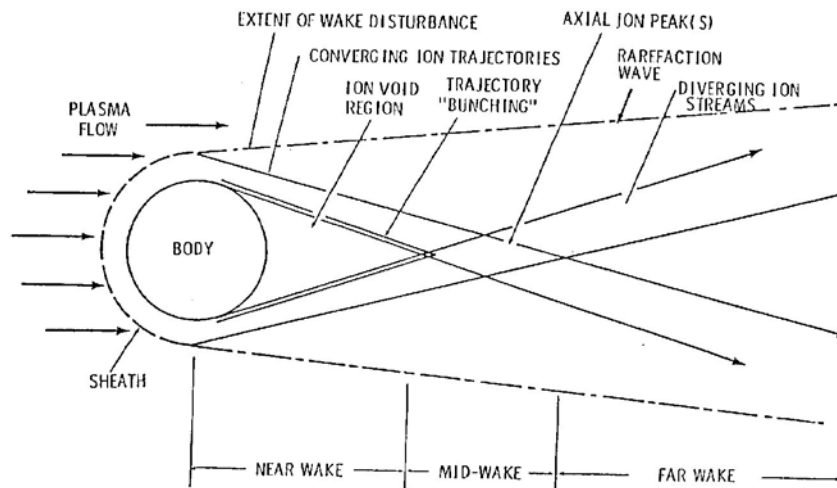 EXTENT OF WAKE DISTURBANCE
AXIAL ION PEAK(S)
CONVERGING ION TRAJECTORIES
RARFFACTION
WAVE
ION VOID
REGION
TRAJECTORY
"BUNCHING"
DIVERGING ION
STREAMS
PLASMA
FLOW
BODY
SHEATH
NEAR WAKE
MID-WAKE
FAR WAKE